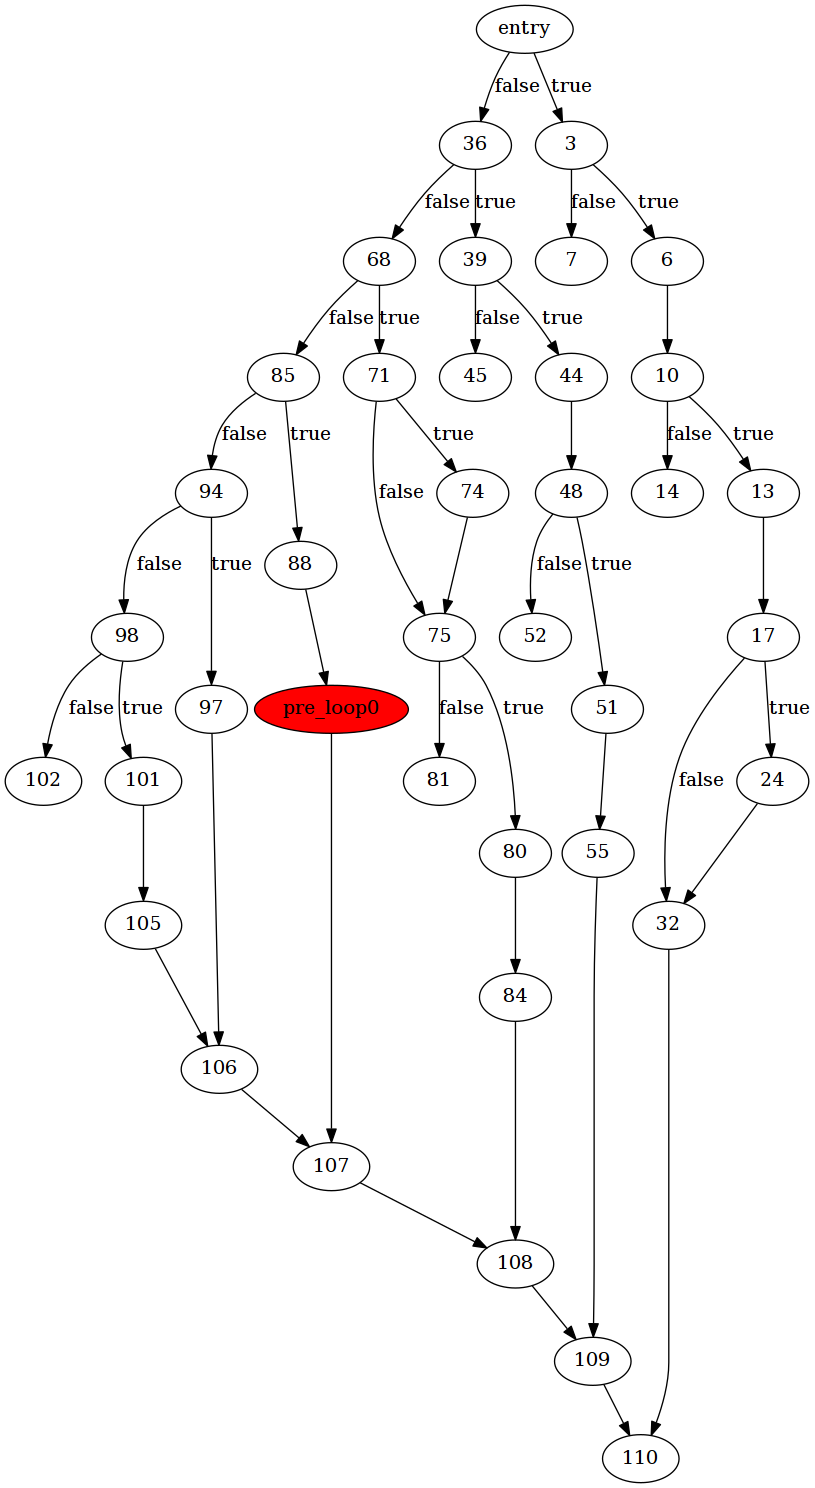 entry
false true
36 3
false true false true
68 39 7 6
false true false true
85 71 45 44 10
false true false true false true
94 74 48 14 13
false true false true
88
98 75 52 17
false true false true false true
97 pre_loop0 51
102 101 81 24
80 55
105 32
84
106
107
108
109
110